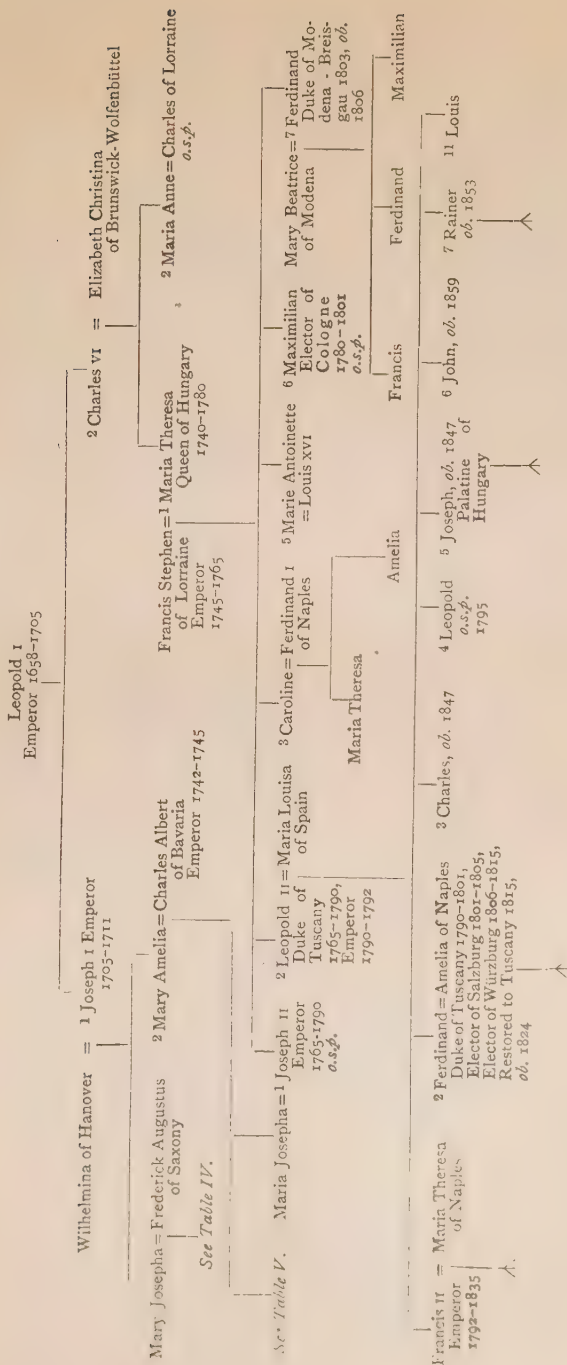 Leopold I
Emperor 1658-1705
Wilhelmina of Hanover = 1 Joseph I Emperor
1705-1711
2 Charles VI = Elizabeth Christina
of Brunswick-Wolfenbüttel
Mary Josepha = Frederick Augustus
of Saxony
See Table IV.
2 Mary Amelia = Charles Albert
of Bavaria
Emperor 1742-1745
Francis Stephen = 1 Maria Theresa
of Lorraine Queen of Hungary
Emperor 1740-1780
1745-1765
2 Maria Anne = Charles of Lorraine
o.s.p.
See Table V.
Maria Josepha = 1 Joseph II
Emperor
1765-1790
o.s.p.
2 Leopold II = Maria Louisa
Duke of of Spain
Tuscany
1765-1790,
Emperor
1790-1792
3 Caroline = Ferdinand I
of Naples
5 Marie Antoinette
= Louis XVI
6 Maximilian
Elector of
Cologne
1780-1801
o.s.p.
Mary Beatrice = 7 Ferdinand
of Modena Duke of Mo-
dena - Breis-
gau 1803, ob.
1806
Maria Theresa
Amelia
Francis
Ferdinand
Maximilian
Francis II = Maria Theresa
Emperor of Naples
1792-1835
2 Ferdinand = Amelia of Naples
Duke of Tuscany 1790-1801,
Elector of Salzburg 1801-1805,
Elector of Würzburg 1806-1815,
Restored to Tuscany 1815,
ob. 1824
3 Charles, ob. 1847
4 Leopold
o.s.p.
1795
5 Joseph, ob. 1847
Palatine of
Hungary
6 John, ob. 1859
7 Rainer
ob. 1853
11 Louis